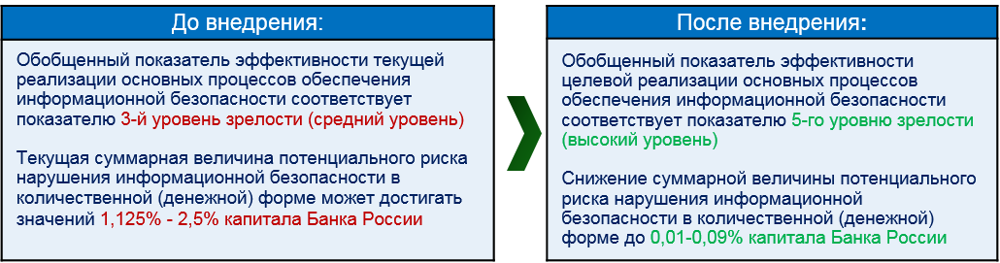 До внедрения:
Обобщенный показатель эффективности текущей
реализации основных процессов обеспечения
информационной безопасности соответствует
показателю 3-й уровень зрелости (средний уровень)
Текущая суммарная величина потенциального риска
нарушения информационной безопасности в
количественной (денежной) форме может достигать
значений 1,125% - 2,5% капитала Банка России
После внедрения:
Обобщенный показатель эффективности
целевой реализации основных процессов
обеспечения информационной безопасности
соответствует показателю 5-го уровню зрелости
(высокий уровень)
Снижение суммарной величины потенциального
риска нарушения информационной
безопасности в количественной (денежной)
форме до 0,01-0,09% капитала Банка России